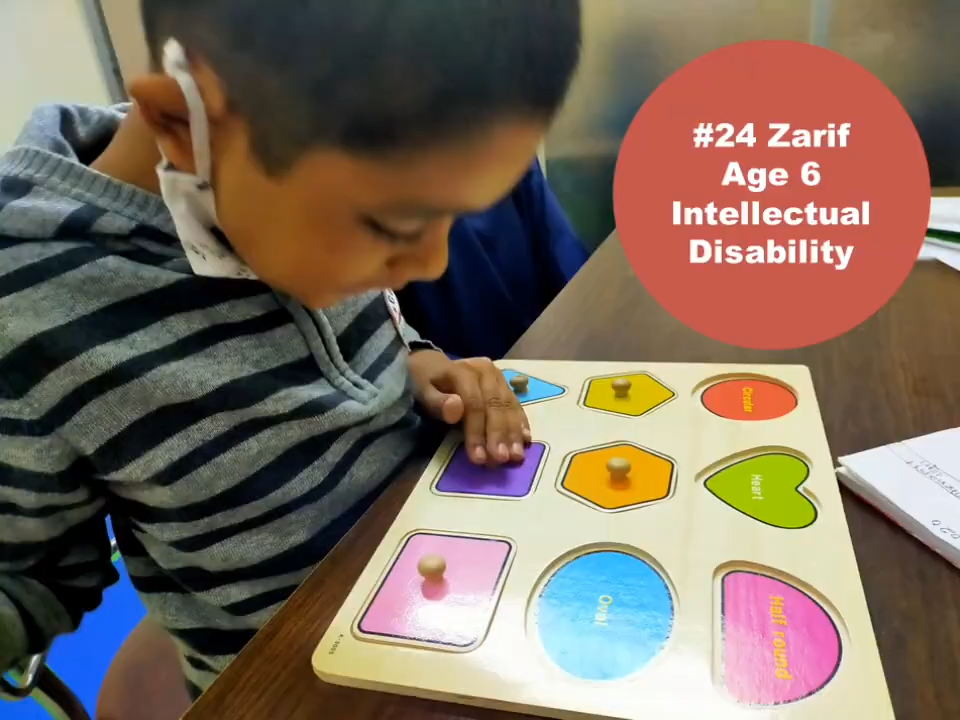 #24 Zarif
Age 6
Intellectual
Disability
Circular
Heart
Oval
Half round